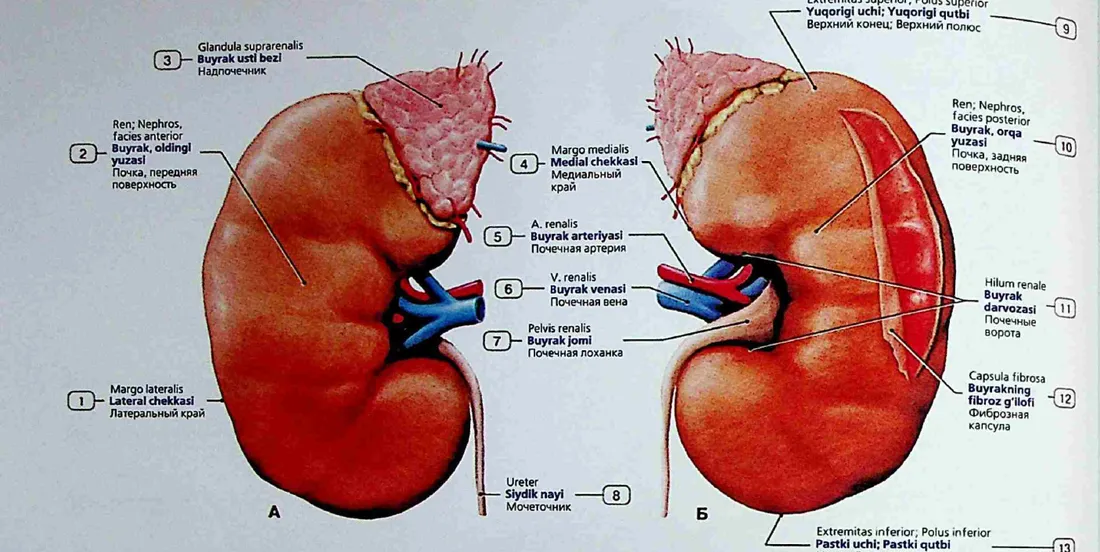 Glandula suprarenalis
3
Buyrak usti bezi
Надпочечник
Ren; Nephros,
facies anterior
2
Buyrak, oldingi
yuzasi
Почка, передняя
поверхность
1
Margo lateralis
Lateral chekkasi
Латеральный край
Margo medialis
4
Medial chekkasi
Медиальный
край
A. renalis
5
Buyrak arteriyasi
Почечная артерия
V. renalis
6
Buyrak venasi
Почечная вена
Pelvis renalis
7
Buyrak jomi
Почечная лоханка
Ureter
Siydik nayi
8
Мочеточник
А
Extremitas superior; Polus superior
Yuqorigi uchi; Yuqorigi qutbi
9
Верхний конец; Верхний полюс
Ren; Nephros,
facies posterior
Buyrak, orqa
10
yuzasi
Почка, задняя
поверхность
Hilum renale
Buyrak
darvozasi
11
Почечные
ворота
Capsula fibrosa
Buyrakning
fibroz g'ilofi
12
Фиброзная
капсула
Б
Extremitas inferior; Polus inferior
Pastki uchi; Pastki qutbi
13